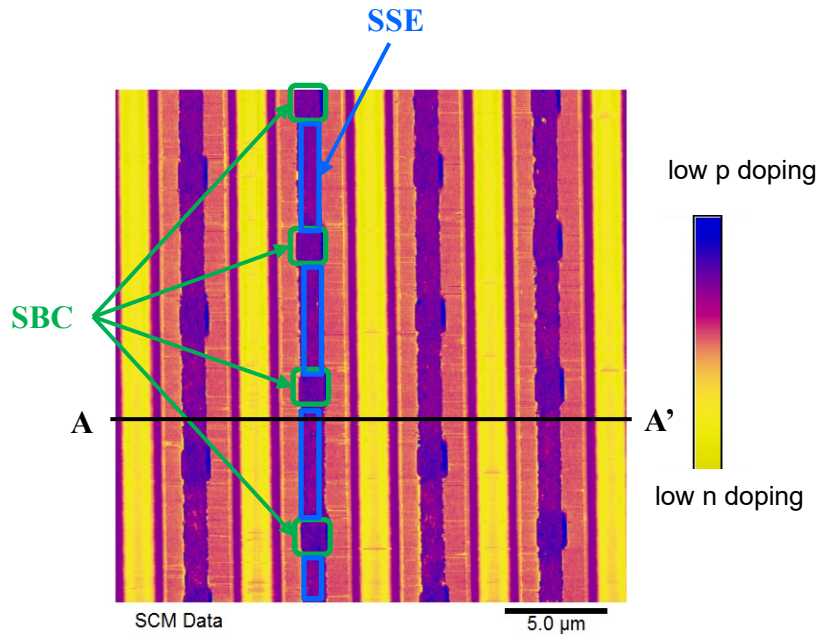 SSE
low p doping
SBC
A
A’
low n doping
SCM Data
5.0 µm